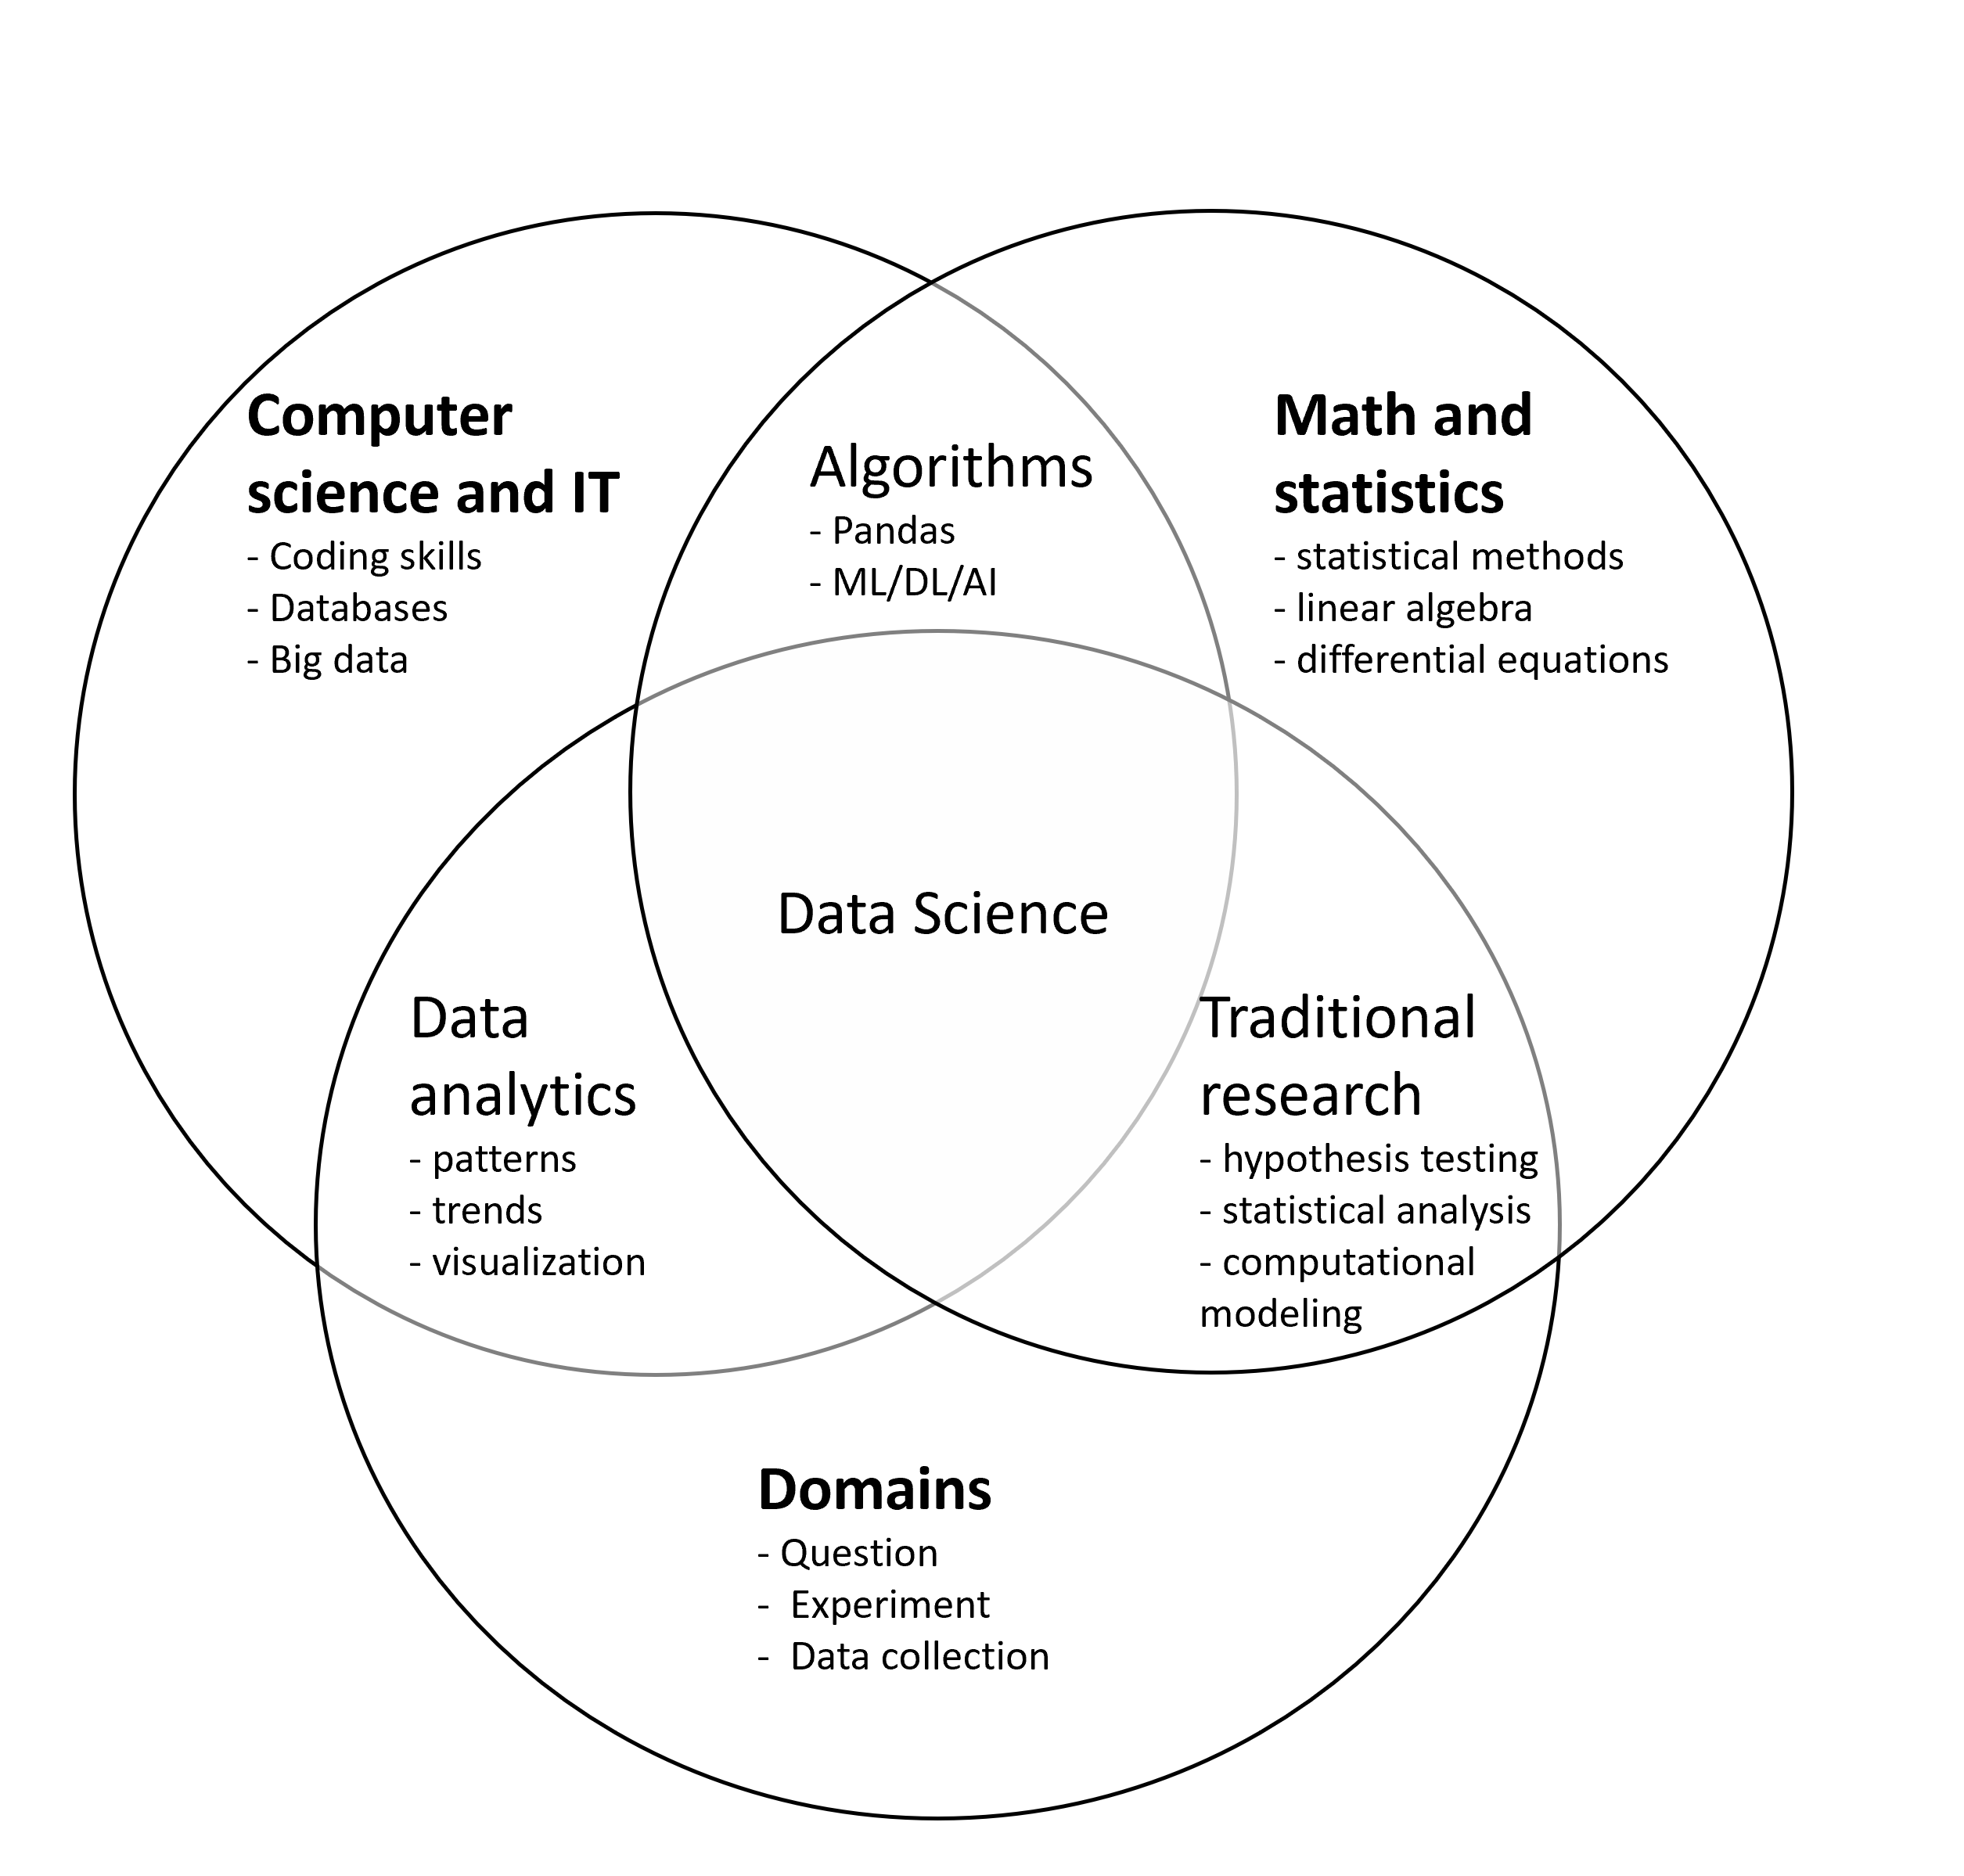 Computer
science and IT
- Coding skills
- Databases
- Big data
Algorithms
- Pandas
- ML/DL/AI
Math and
statistics
- statistical methods
- linear algebra
- differential equations
Data Science
Data
analytics
- patterns
- trends
- visualization
Traditional
research
- hypothesis testing
- statistical analysis
- computational
modeling
Domains
- Question
-  Experiment
-  Data collection